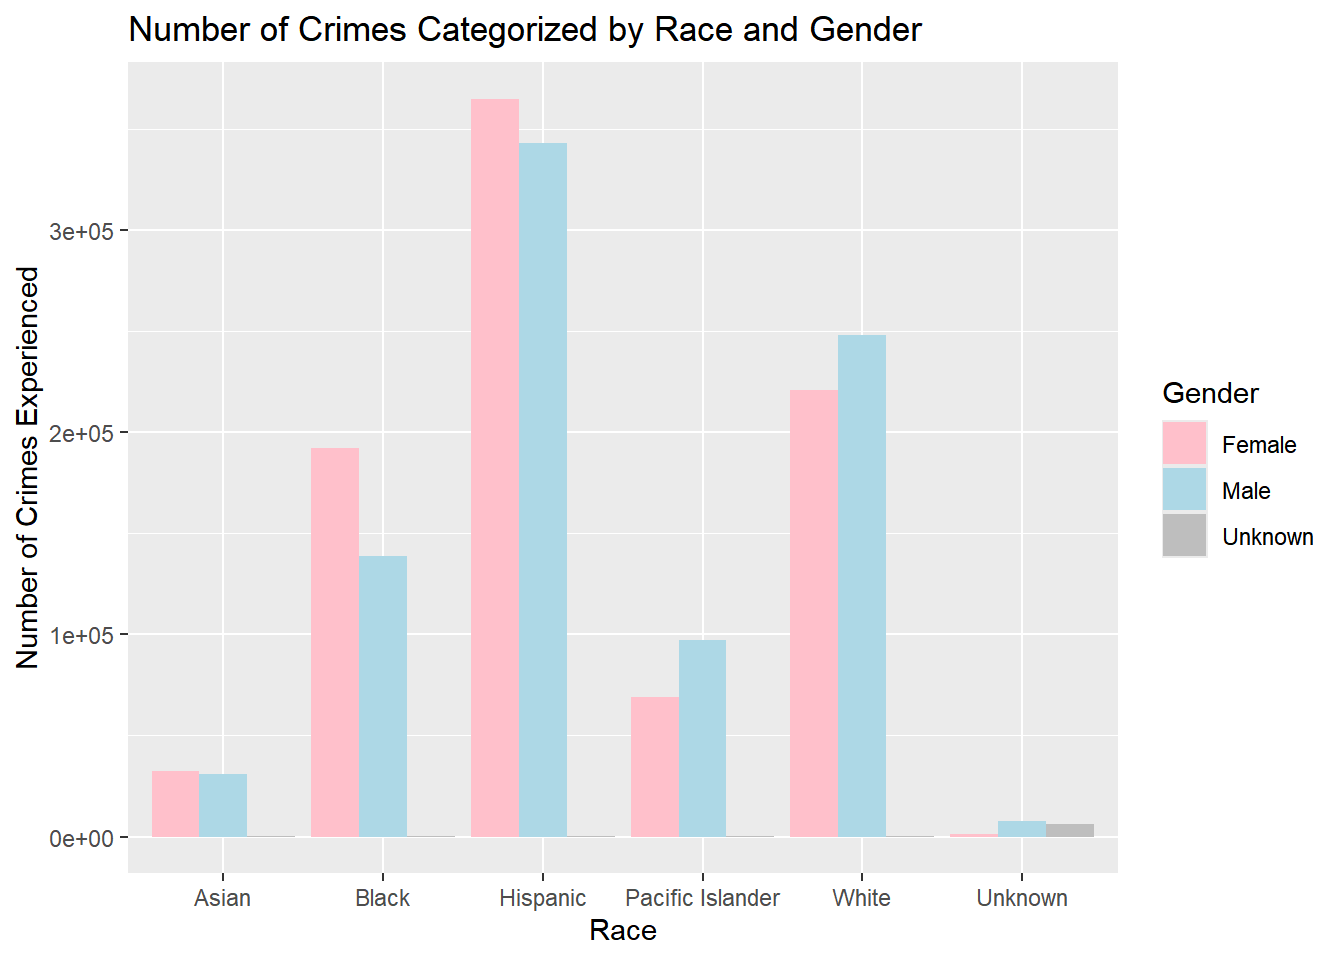 Number of Crimes Categorized by Race and Gender
Number of Crimes Experienced
3e+05
2e+05
1e+05
0e+00
Asian
Black
Hispanic
Pacific Islander
White
Unknown
Race
Gender
Female
Male
Unknown